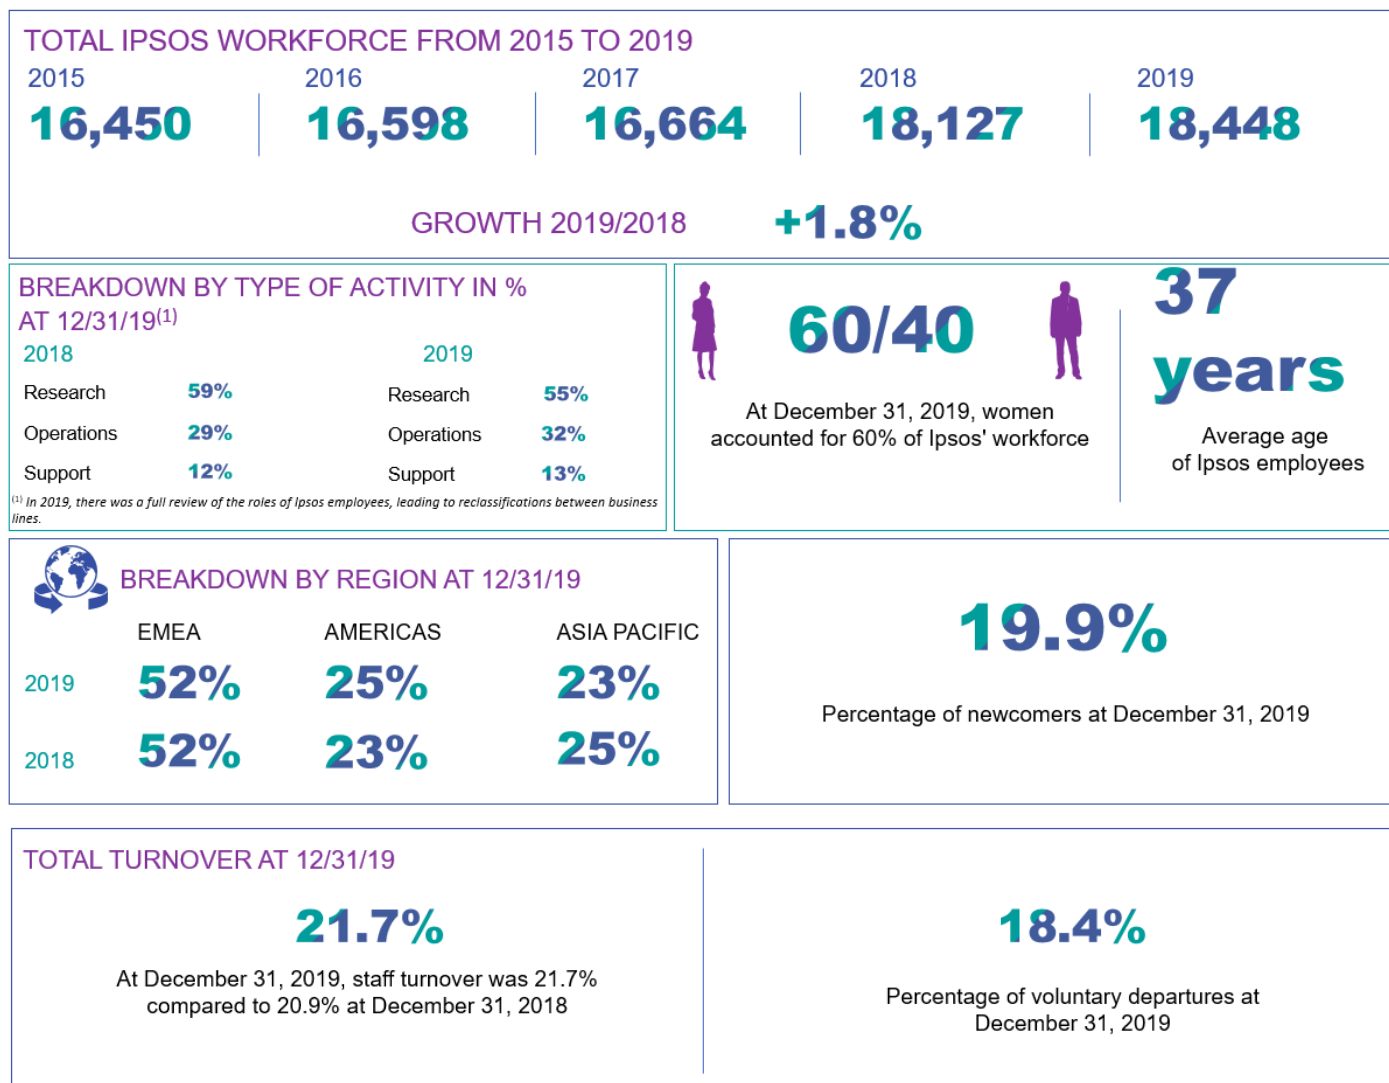 TOTAL IPSOS WORKFORCE FROM 2015 TO 2019
2015 2016 2017 2018 2019
16,450 16,598 16,664 18,127 18,448
GROWTH 2019/2018 +1.8%
BREAKDOWN BY TYPE OF ACTIVITY IN %
AT 12/31/19(1)
2018 2019
Research 59% Research 55%
Operations 29% Operations 32%
Support 12% Support 13%
(1) In 2019, there was a full review of the roles of Ipsos employees, leading to reclassifications between business
lines.
60/40
At December 31, 2019, women
accounted for 60% of Ipsos' workforce
37
years
Average age
of Ipsos employees
BREAKDOWN BY REGION AT 12/31/19
EMEA AMERICAS ASIA PACIFIC
2019 52% 25% 23%
2018 52% 23% 25%
19.9%
Percentage of newcomers at December 31, 2019
TOTAL TURNOVER AT 12/31/19
21.7%
At December 31, 2019, staff turnover was 21.7%
compared to 20.9% at December 31, 2018
18.4%
Percentage of voluntary departures at
December 31, 2019